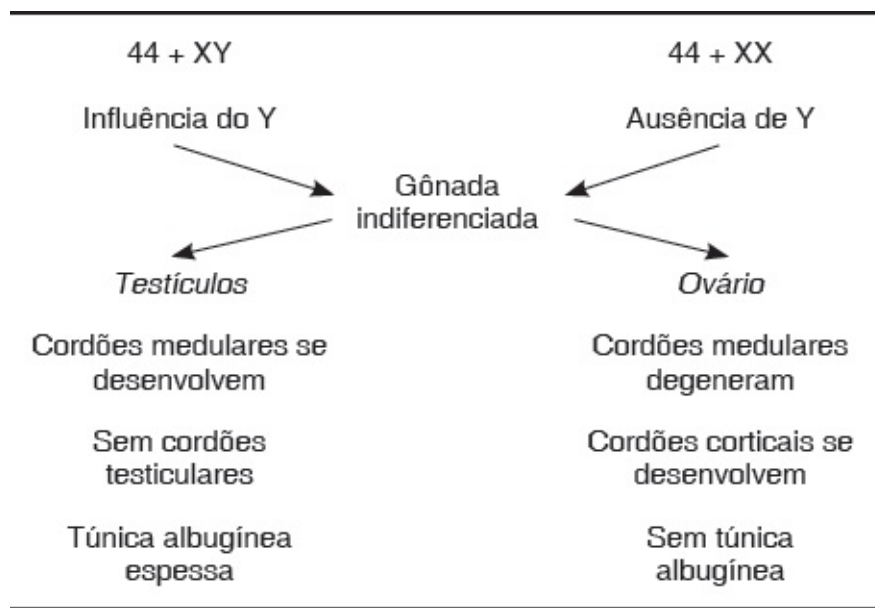 44 + XY
44 + XX
Influência do Y
Ausência de Y
Gônada
indiferenciada
Testículos
Ovário
Cordões medulares se
desenvolvem
Cordões medulares
degeneram
Sem cordões
testiculares
Cordões corticais se
desenvolvem
Túnica albugínea
espessa
Sem túnica
albugínea